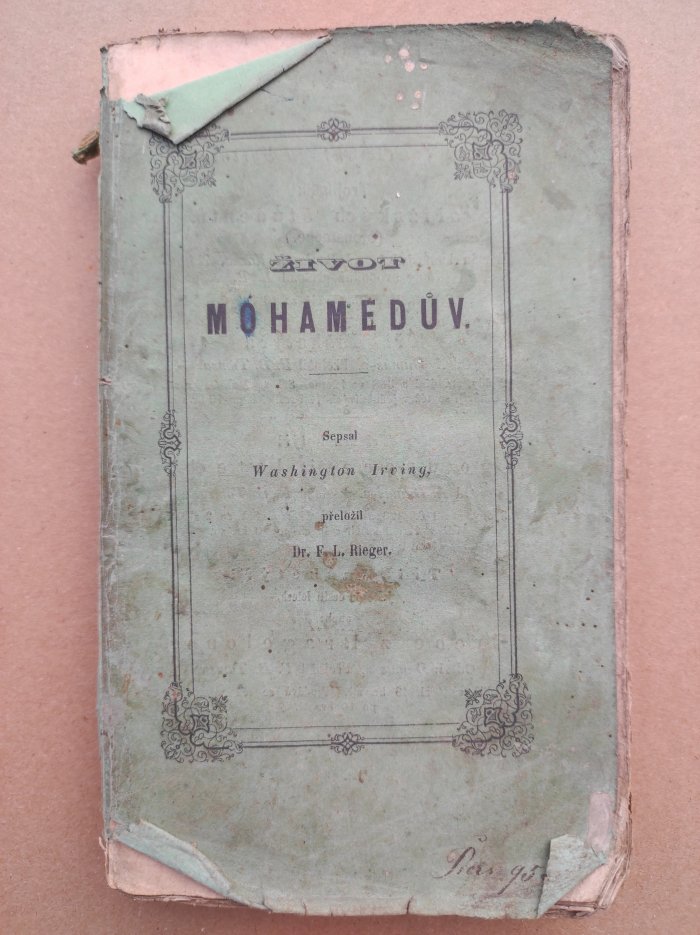 ŽIVOT
MOHAMEDŮV.
Sepsal
Washington Irving,
přeložil
Dr. F. L. Rieger.